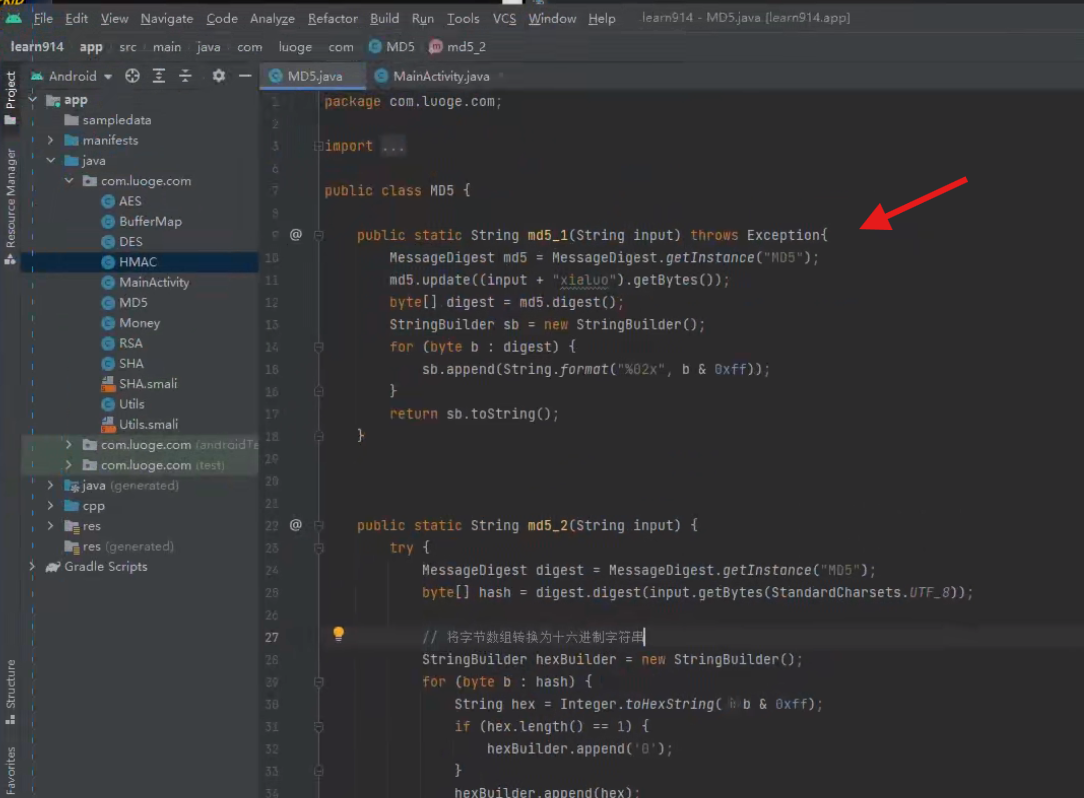 File Edit View Navigate Code Analyze Refactor Build Run Tools VCS Window Help learn914 - MD5.java [learn914.app]
learn914 app src main java com luoge com MD5 md5_2
Android
MD5.java MainActivity.java
Project
Resource Manager
Structure
Favorites
app
sampledata
manifests
java
com.luoge.com
AES
BufferMap
DES
HMAC
MainActivity
MD5
Money
RSA
SHA
SHA.smali
Utils
Utils.smali
com.luoge.com (androidTe
com.luoge.com (test)
java (generated)
cpp
res
res (generated)
Gradle Scripts
1 package com.luoge.com;
2
3 import ...
6
7 public class MD5 {
8
9 @ public static String md5_1(String input) throws Exception{
10 MessageDigest md5 = MessageDigest.getInstance("MD5");
11 md5.update((input + "xialuo").getBytes());
12 byte[] digest = md5.digest();
13 StringBuilder sb = new StringBuilder();
14 for (byte b : digest) {
15 sb.append(String.format("%02x", b & 0xff));
16 }
17 return sb.toString();
18 }
19
20
21
22 @ public static String md5_2(String input) {
23 try {
24 MessageDigest digest = MessageDigest.getInstance("MD5");
25 byte[] hash = digest.digest(input.getBytes(StandardCharsets.UTF_8));
26
27 // 将字节数组转换为十六进制字符串
28 StringBuilder hexBuilder = new StringBuilder();
29 for (byte b : hash) {
30 String hex = Integer.toHexString( b & 0xff);
31 if (hex.length() == 1) {
32 hexBuilder.append('0');
33 }
hexBuilder.append(hex);